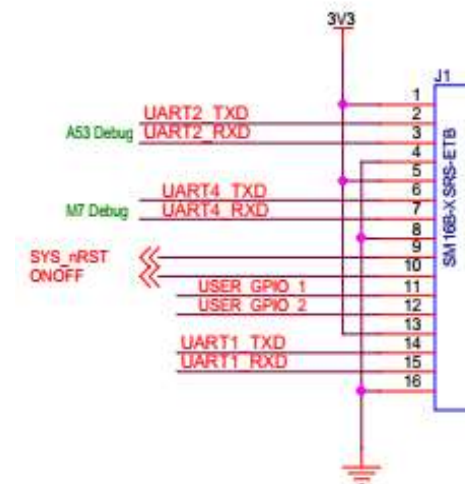 3V3
J1
1
UART2_TXD 2
A53 Debug UART2_RXD 3
4
5
UART4_TXD 6
M7 Debug UART4_RXD 7
8
SYS_nRST 9
ONOFF 10
USER_GPIO_1 11
USER_GPIO_2 12
13
UART1_TXD 14
UART1_RXD 15
16
SM16B-XSRS-ETB